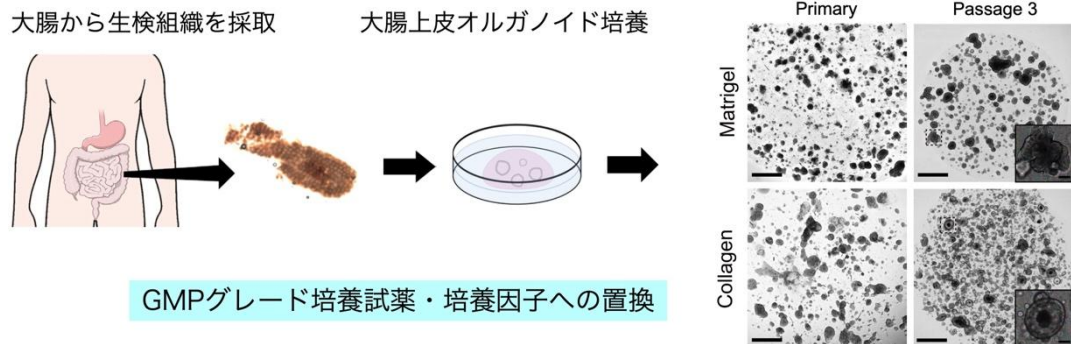 大腸から生検組織を採取
大腸上皮オルガノイド培養
Primary
Passage 3
Matrigel
Collagen
GMPグレード培養試薬・培養因子への置換